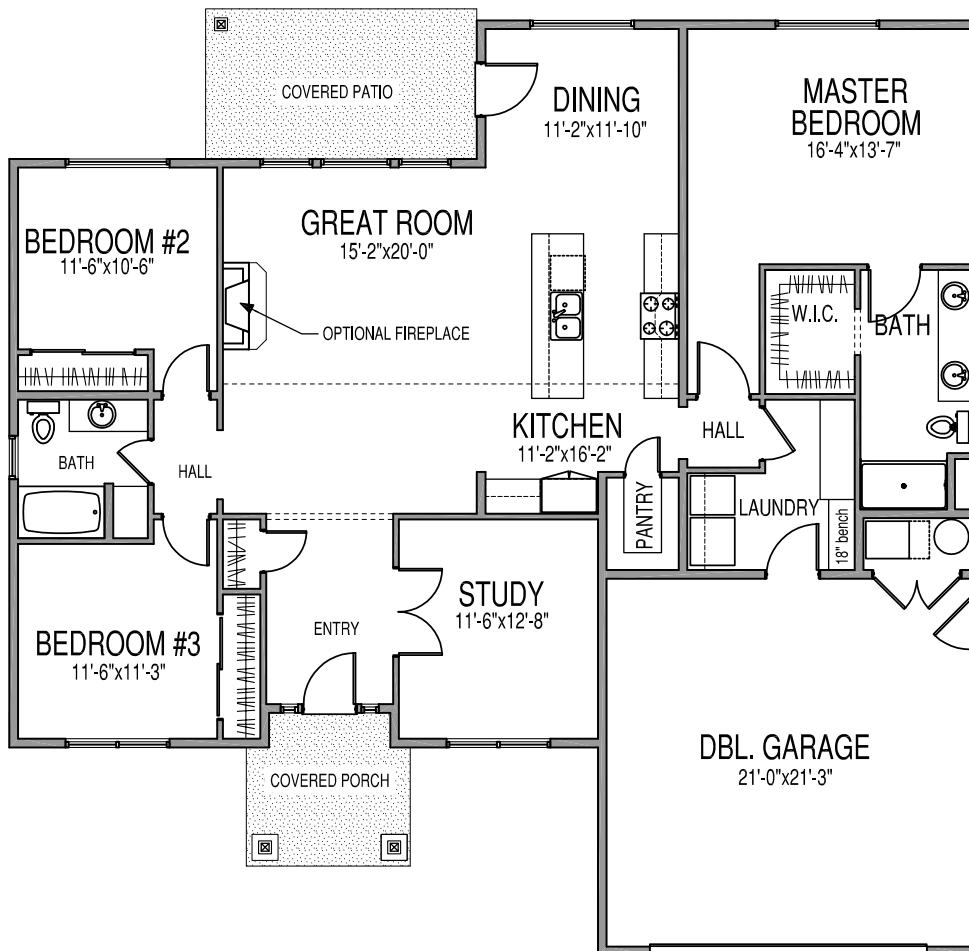 COVERED PATIO
DINING
11'-2"x11'-10"
MASTER
BEDROOM
16'-4"x13'-7"
BEDROOM #2
11'-6"x10'-6"
GREAT ROOM
15'-2"x20'-0"
OPTIONAL FIREPLACE
W.I.C.
BATH
KITCHEN
11'-2"x16'-2"
HALL
BATH
HALL
PANTRY
LAUNDRY
18" bench
STUDY
11'-6"x12'-8"
ENTRY
BEDROOM #3
11'-6"x11'-3"
COVERED PORCH
DBL. GARAGE
21'-0"x21'-3"